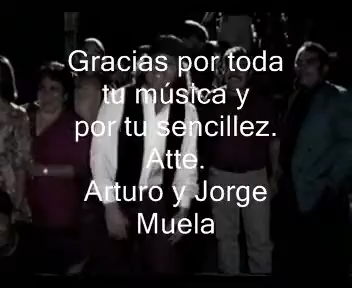 Gracias por toda
tu música y
por tu sencillez.
Atte.
Arturo y Jorge
Muela